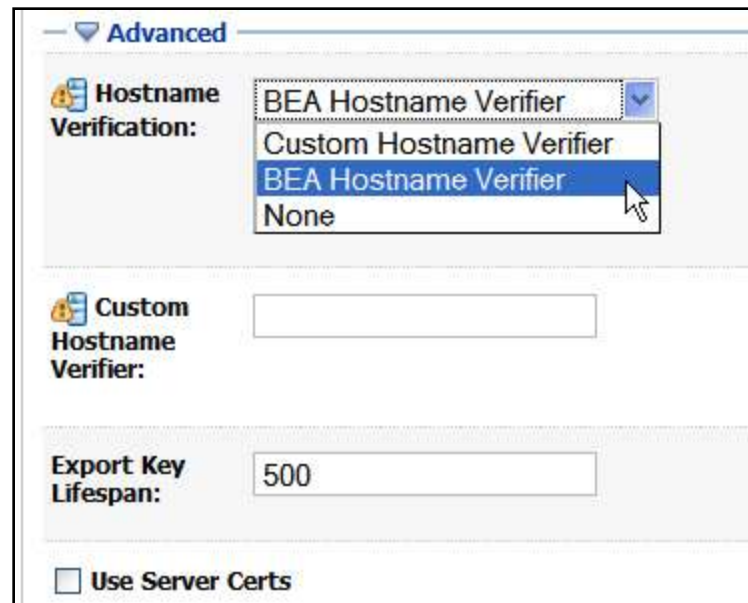 Advanced
Hostname
Verification:
BEA Hostname Verifier
Custom Hostname Verifier
BEA Hostname Verifier
None
Custom
Hostname
Verifier:
Export Key
Lifespan:
500
Use Server Certs